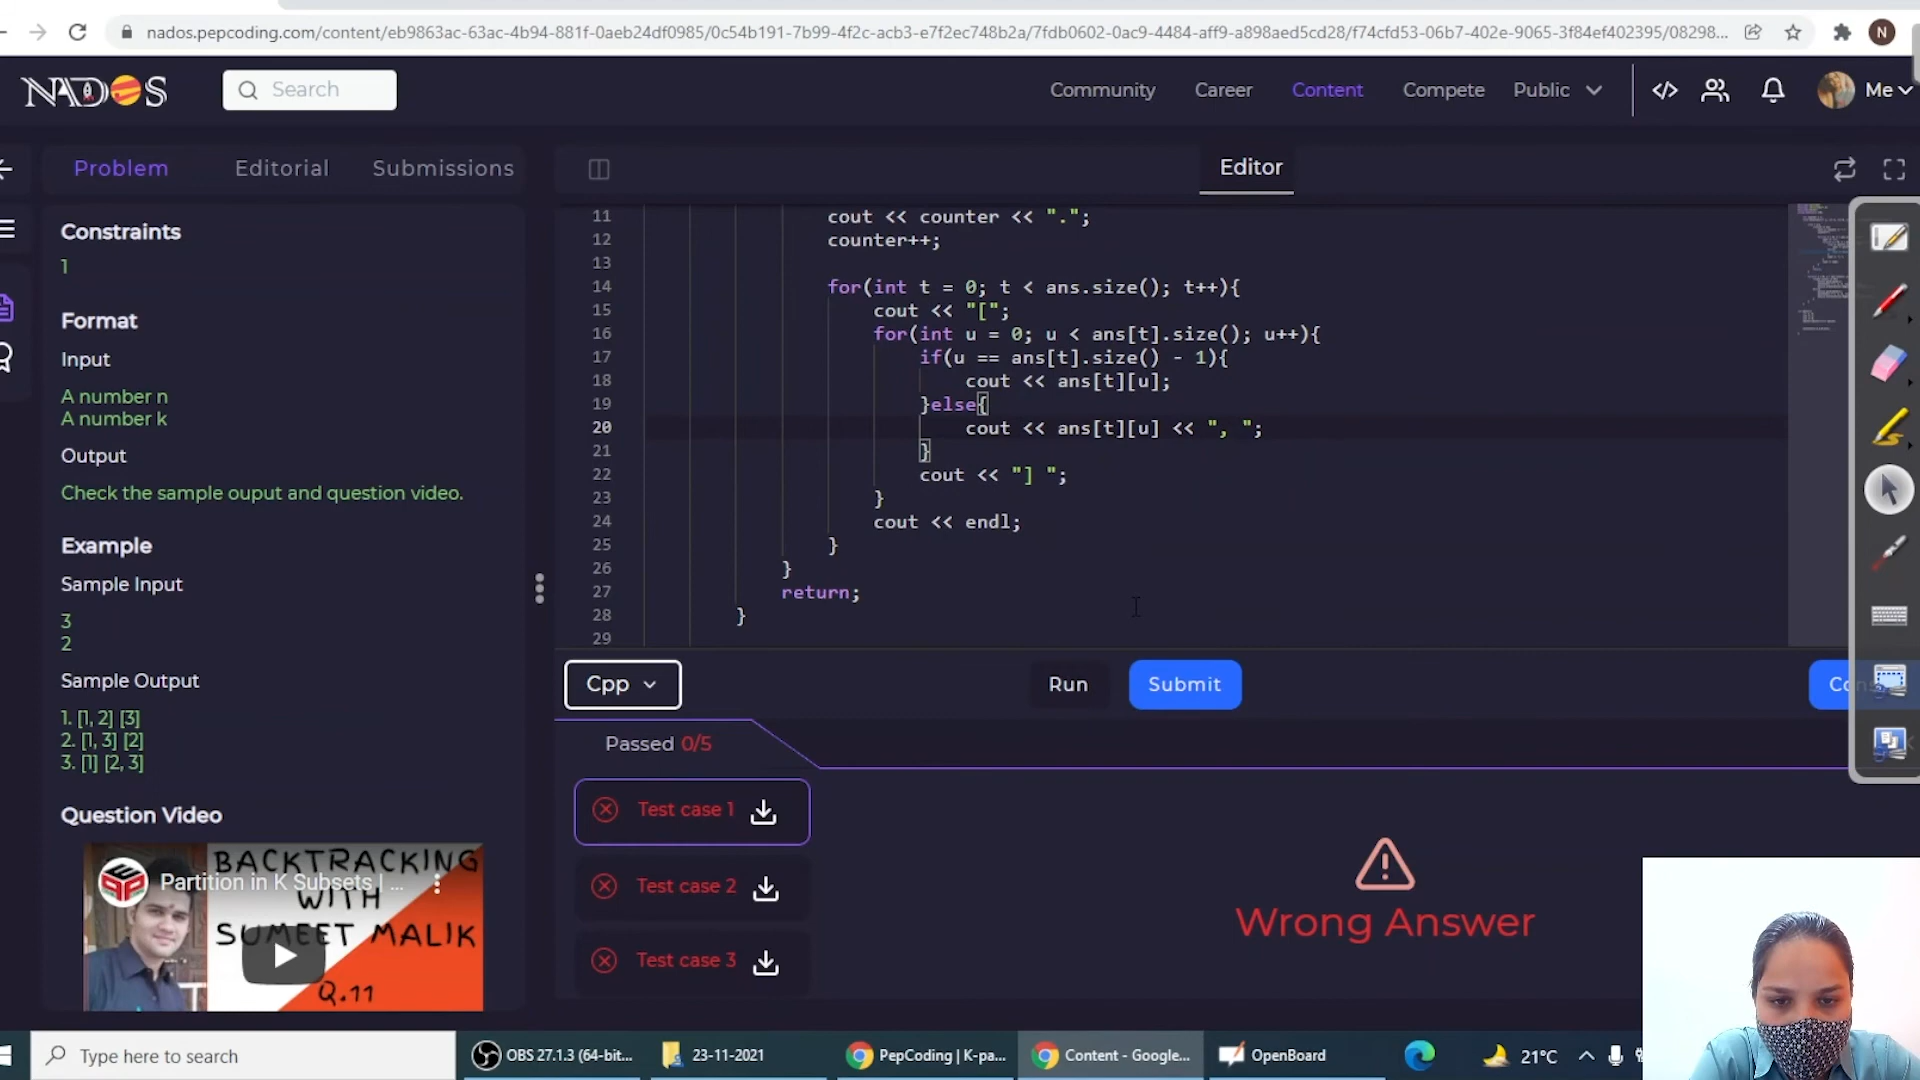 nados.pepcoding.com/content/eb9863ac-63ac-4b94-881f-0aeb24df0985/0c54b191-7b99-4f2c-acb3-e7f2ec748b2a/7fdb0602-0ac9-4484-aff9-a898aed5cd28/f74cfd53-06b7-402e-9065-3f84ef402395/08298...
N
NADOS
Search
Community
Career
Content
Compete
Public
Me
Problem
Editorial
Submissions
Editor
Constraints
1
Format
Input
A number n
A number k
Output
Check the sample ouput and question video.
Example
Sample Input
3
2
Sample Output
1. [1, 2] [3]
2. [1, 3] [2]
3. [1] [2, 3]
Question Video
BACKTRACKING
Partition in K Subsets | ...
WITH
SUMEET MALIK
Q.11
11 cout << counter << ".";
12 counter++;
13
14 for(int t = 0; t < ans.size(); t++){
15 cout << "[";
16 for(int u = 0; u < ans[t].size(); u++){
17 if(u == ans[t].size() - 1){
18 cout << ans[t][u];
19 }else{
20 cout << ans[t][u] << ", ";
21 }
22 cout << "] ";
23 }
24 cout << endl;
25 }
26 }
27 return;
28 }
29
Cpp
Run
Submit
Passed 0/5
Test case 1
Test case 2
Test case 3
Wrong Answer
Type here to search
OBS 27.1.3 (64-bit...
23-11-2021
PepCoding | K-pa...
Content - Google...
OpenBoard
21°C